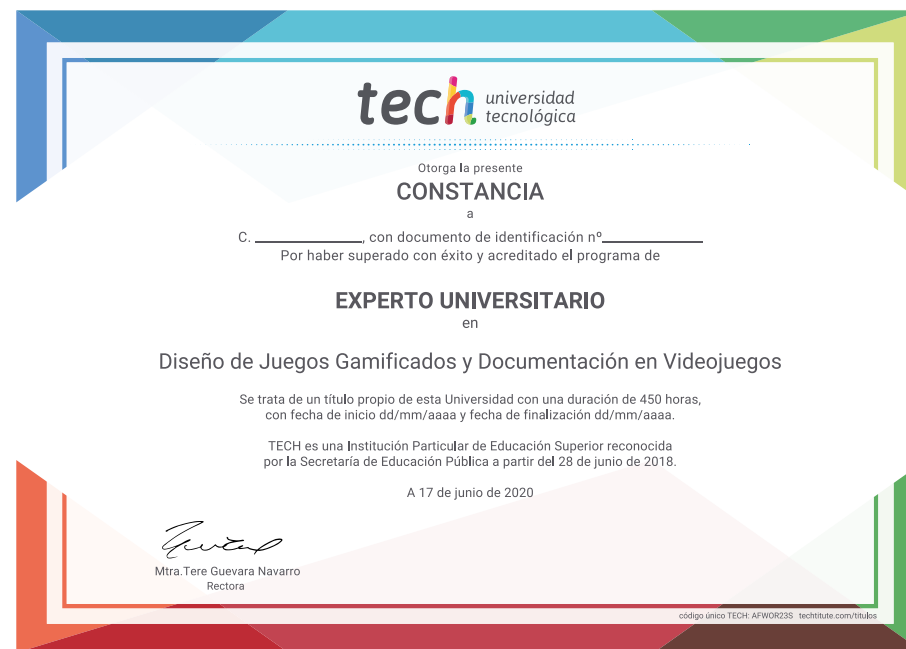 tech universidad
tecnológica
Otorga la presente
CONSTANCIA
a
C. ______________, con documento de identificación nº_____________
Por haber superado con éxito y acreditado el programa de
EXPERTO UNIVERSITARIO
en
Diseño de Juegos Gamificados y Documentación en Videojuegos
Se trata de un título propio de esta Universidad con una duración de 450 horas,
con fecha de inicio dd/mm/aaaa y fecha de finalización dd/mm/aaaa.
TECH es una Institución Particular de Educación Superior reconocida
por la Secretaría de Educación Pública a partir del 28 de junio de 2018.
A 17 de junio de 2020
Mtra.Tere Guevara Navarro
Rectora
código único TECH: AFWOR23S techtitute.com/titulos